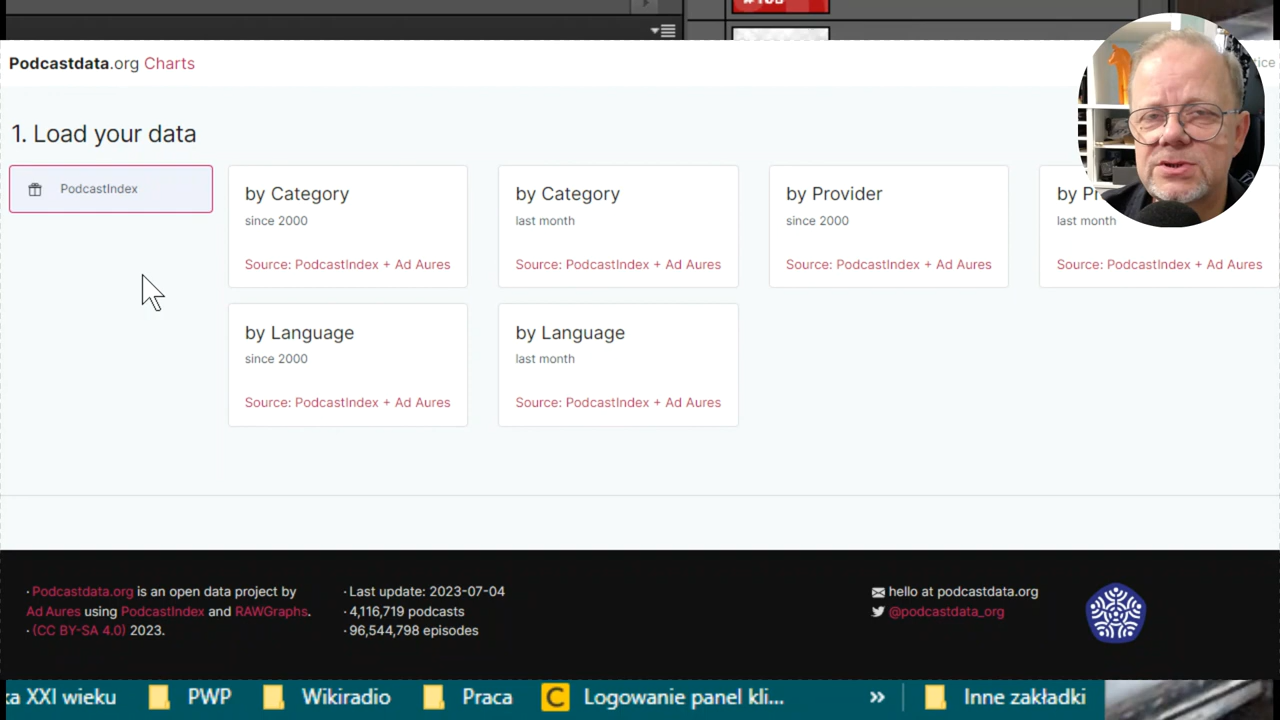 Podcastdata.org Charts
1. Load your data
PodcastIndex
by Category
since 2000
Source: PodcastIndex + Ad Aures
by Category
last month
Source: PodcastIndex + Ad Aures
by Provider
since 2000
Source: PodcastIndex + Ad Aures
last month
Source: PodcastIndex + Ad Aures
by Language
since 2000
Source: PodcastIndex + Ad Aures
by Language
last month
Source: PodcastIndex + Ad Aures
· Podcastdata.org is an open data project by
Ad Aures using PodcastIndex and RAWGraphs.
· (CC BY-SA 4.0) 2023.
· Last update: 2023-07-04
· 4,116,719 podcasts
· 96,544,798 episodes
hello at podcastdata.org
@podcastdata_org
XXI wieku
PWP
Wikiradio
Praca
C
Logowanie panel kli...
»
Inne zakładki